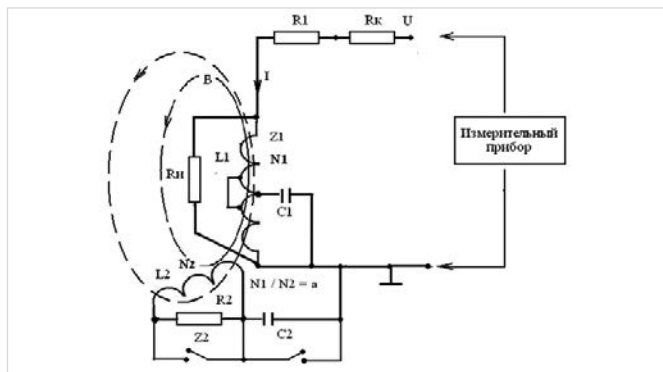 R1
Rк
U
B
I
Измерительный
прибор
Z1
L1
N1
Rн
C1
N2
L2
R2
N1 / N2 = a
C2
Z2